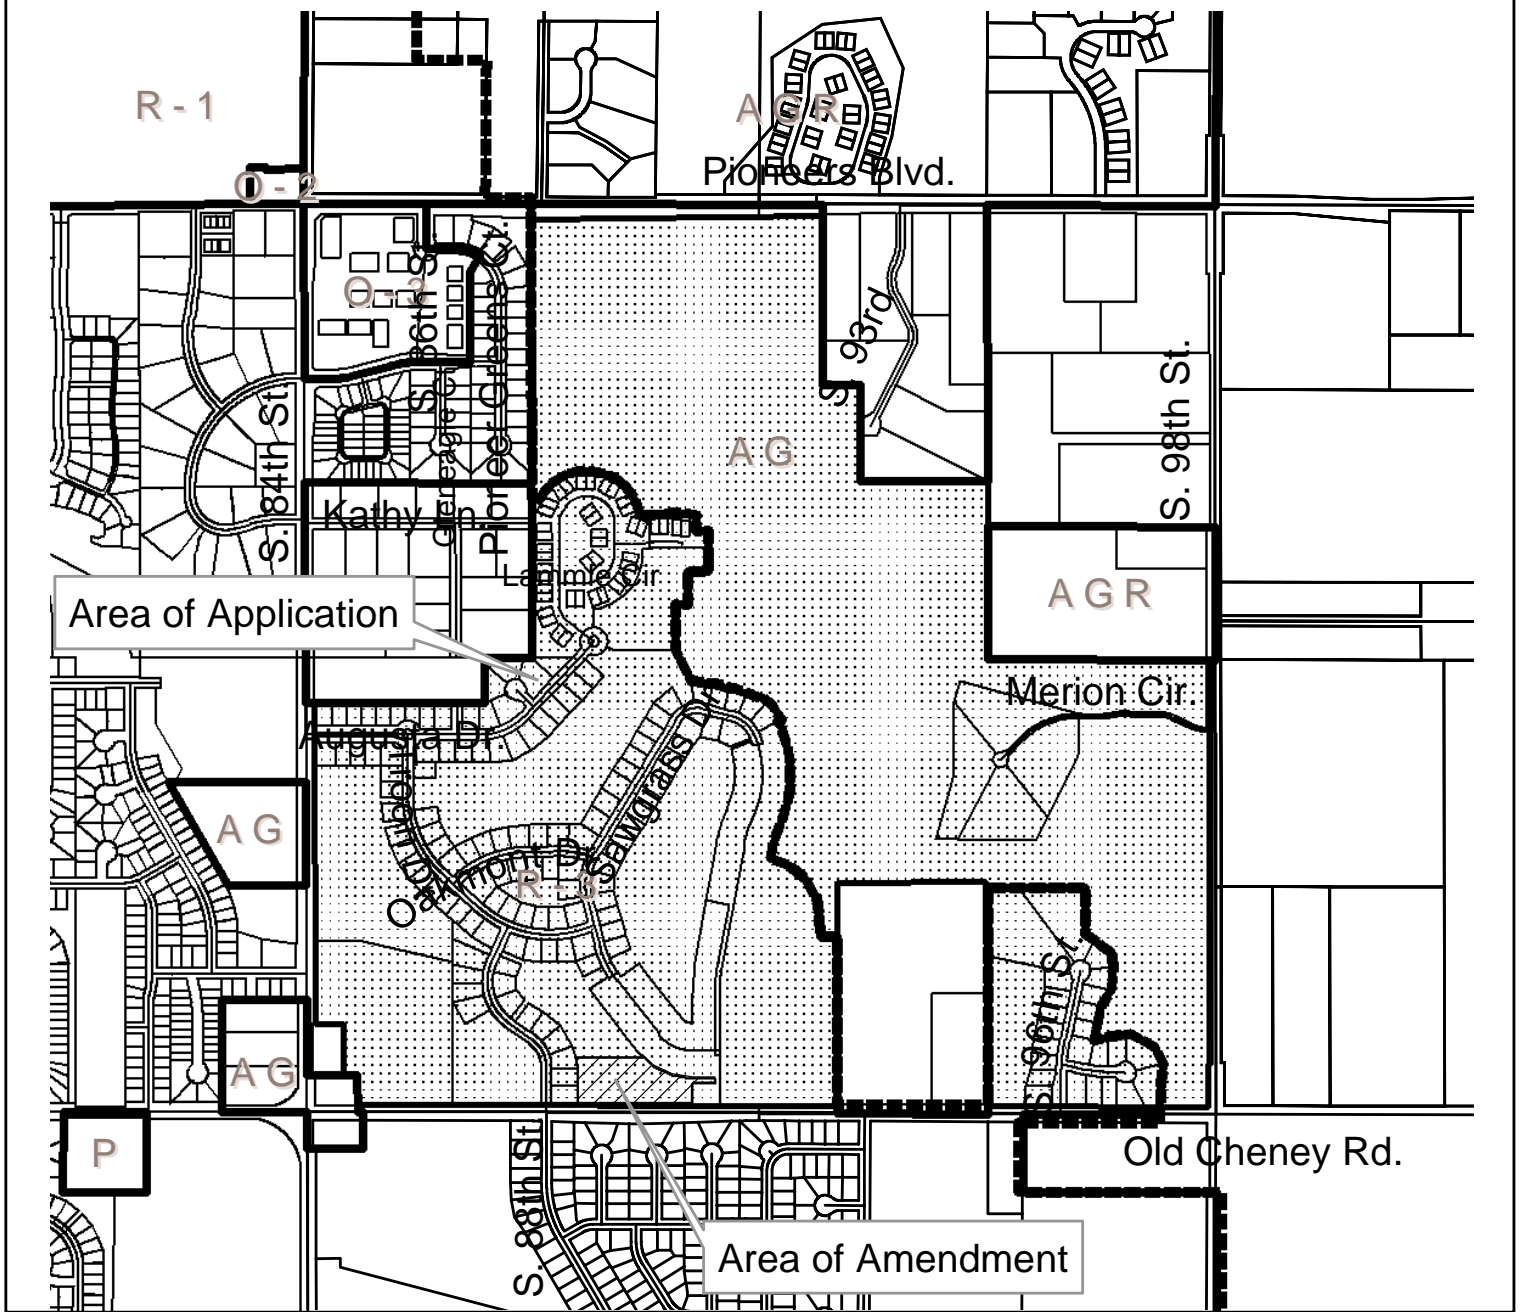 R - 1
A G R
Pioneers Blvd.
O - 2
O - 3
S. 86th St.
Pioneer Greens Ct.
S. 93rd
S. 84th St.
A G
S. 98th St.
Kathy Ln.
Lammle Cir
A G R
Area of Application
Merion Cir.
Augusta Dr.
Sawgrass Dr.
A G
Oakmont Dr.
R - 3
S. 96th St.
A G
P
Old Cheney Rd.
S. 88th St.
Area of Amendment